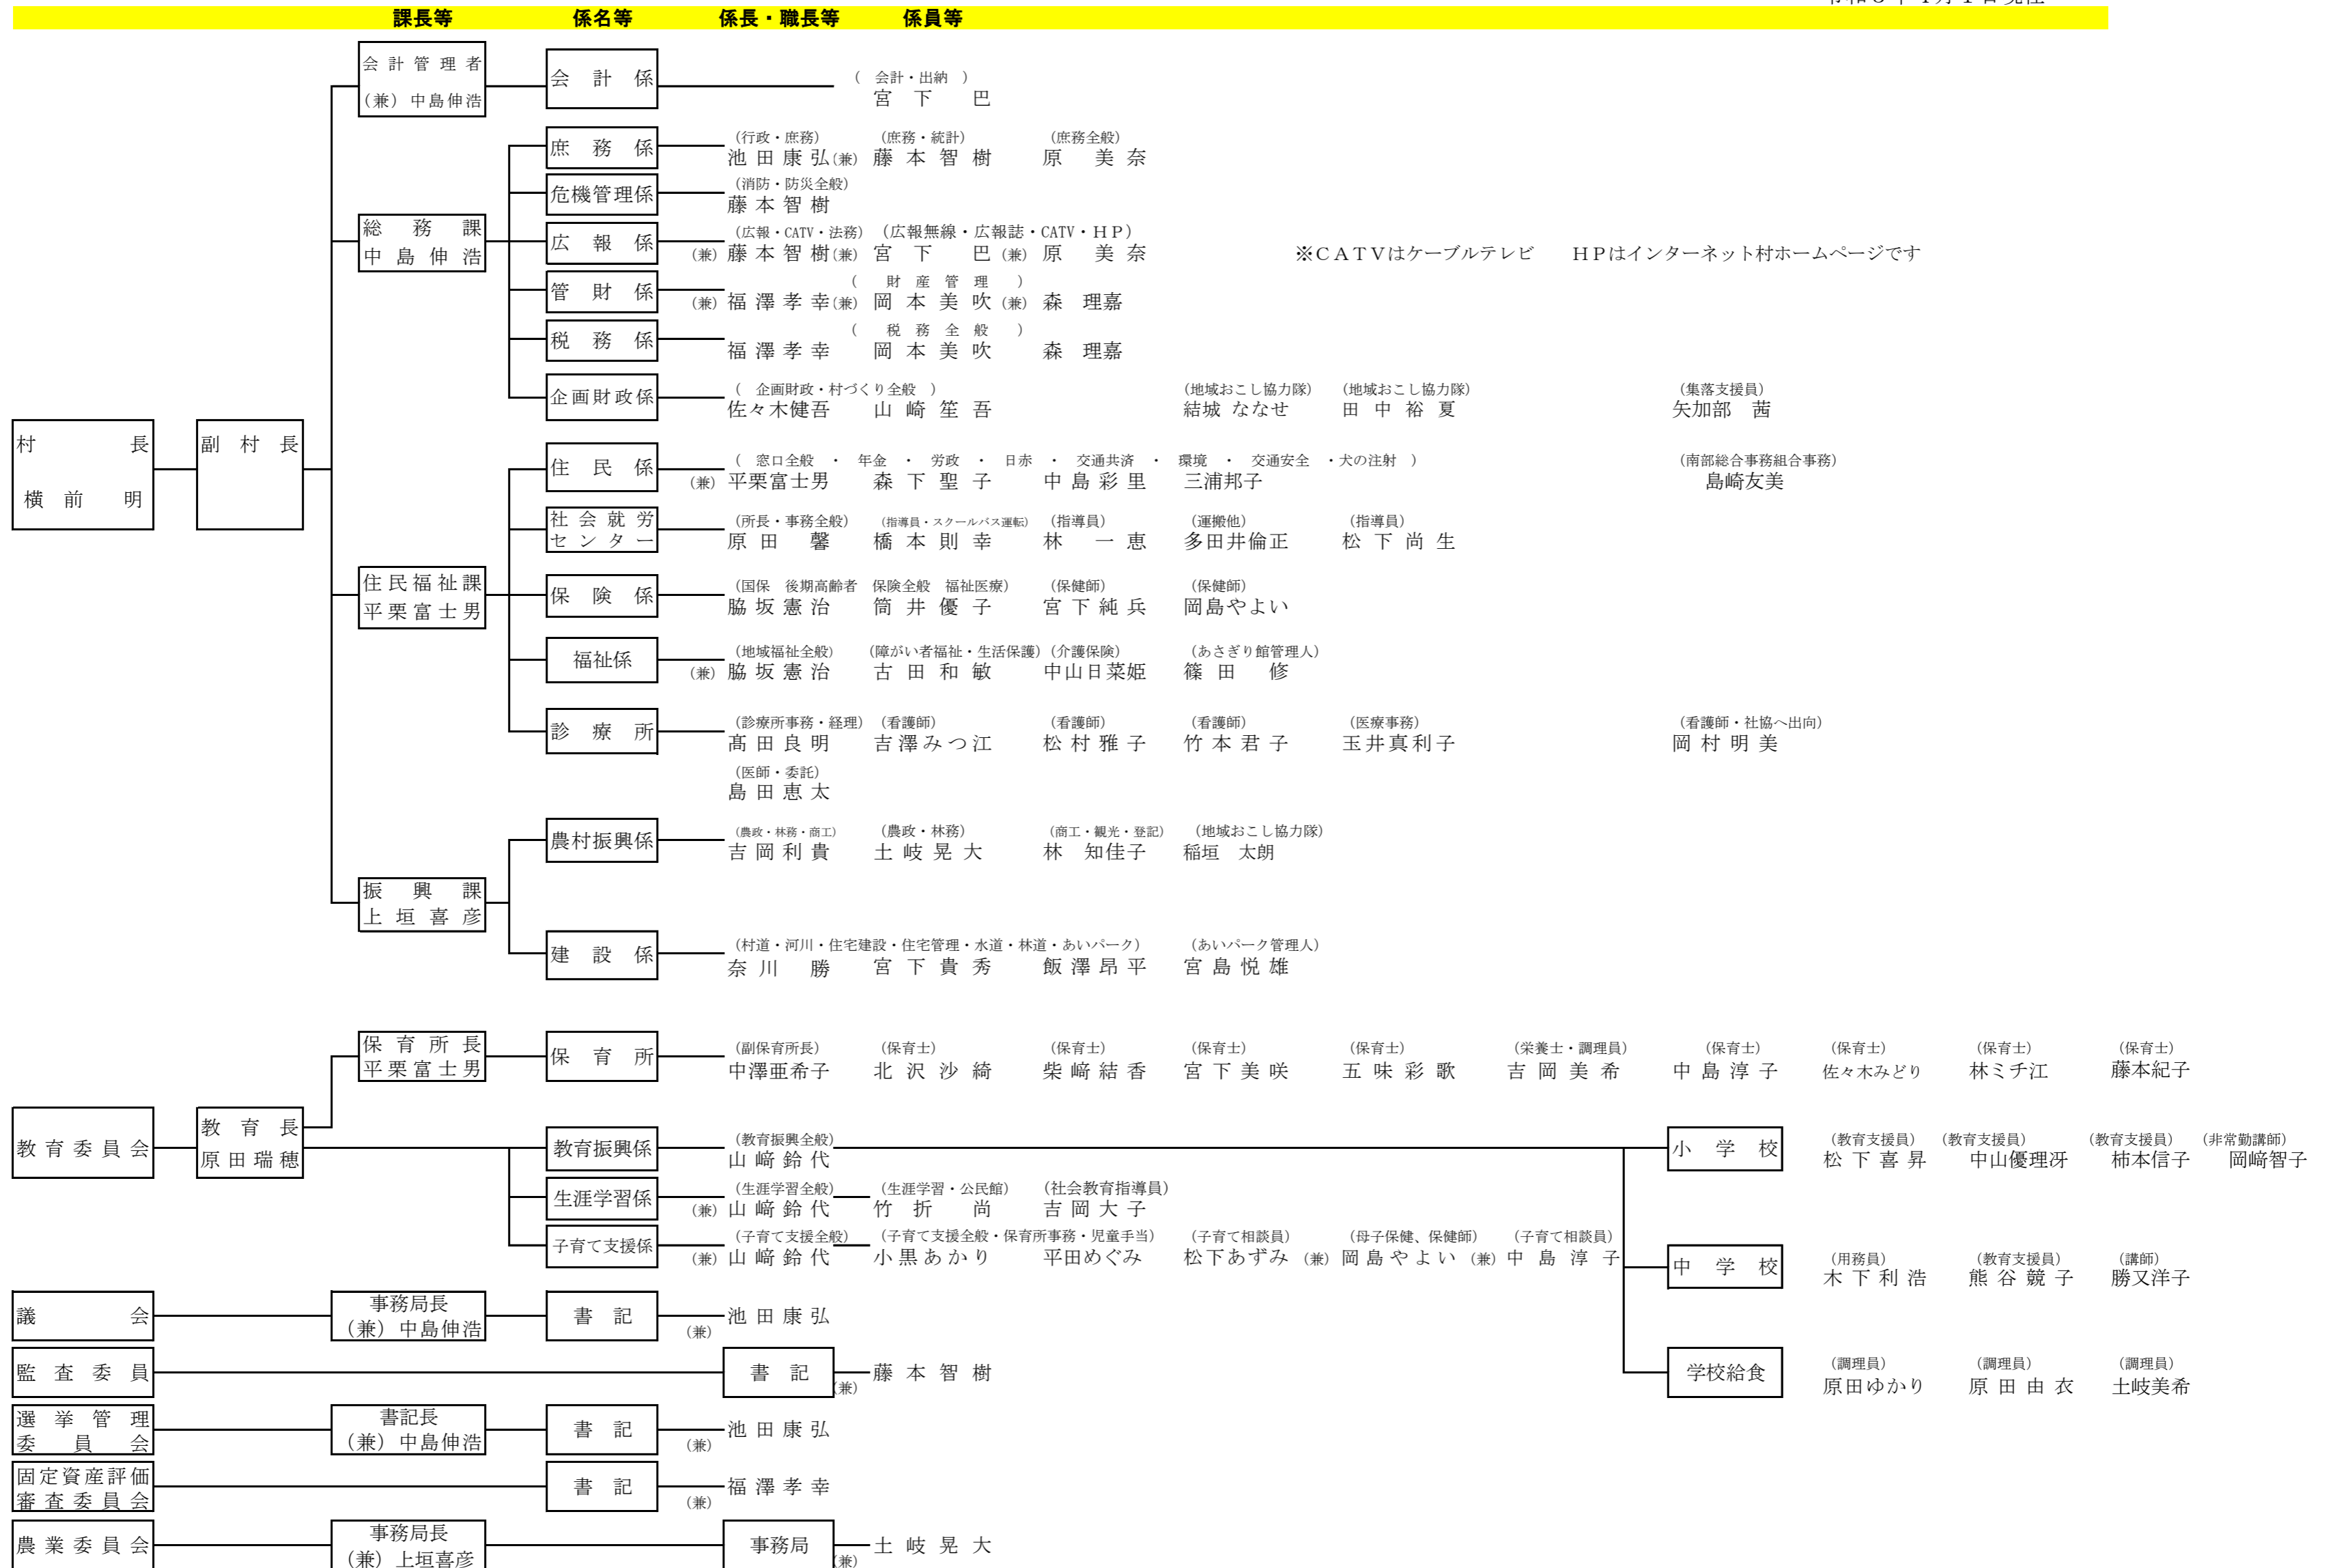 課長等 係名等 係長・職長等 係員等
会計管理者 会計係 (会計・出納)
(兼)中島伸浩 宮下 巴
庶務係 (行政・庶務) (庶務・統計) (庶務全般)
池田康弘 (兼) 藤本智樹 原 美奈
危機管理係 (消防・防災全般)
藤本智樹
総務課 広報係 (広報・CATV・法務) (広報無線・広報誌・CATV・HP)
中島伸浩 (兼) 藤本智樹 (兼) 宮下 巴 (兼) 原 美奈 ※CATVはケーブルテレビ HPはインターネット村ホームページです
管財係 (財産管理)
(兼) 福澤孝幸 (兼) 岡本美吹 (兼) 森 理嘉
税務係 (税務全般)
福澤孝幸 岡本美吹 森 理嘉
企画財政係 (企画財政・村づくり全般) (地域おこし協力隊) (地域おこし協力隊) (集落支援員)
佐々木健吾 山崎笙吾 結城 ななせ 田中裕夏 矢加部 茜
村長 副村長
横前 明
住民係 (窓口全般・年金・労政・日赤・交通共済・環境・交通安全・犬の注射) (南部総合事務組合事務)
(兼) 平栗富士男 森下聖子 中島彩里 三浦邦子 島崎友美
社会就労 (所長・事務全般) (指導員・スクールバス運転) (指導員) (運搬他) (指導員)
センター 原田 馨 橋本則幸 林 一恵 多田井倫正 松下尚生
住民福祉課 保険係 (国保 後期高齢者 保険全般 福祉医療) (保健師) (保健師)
平栗富士男 脇坂憲治 筒井優子 宮下純兵 岡島やよい
福祉係 (地域福祉全般) (障がい者福祉・生活保護) (介護保険) (あさぎり館管理人)
(兼) 脇坂憲治 古田和敏 中山日菜姫 篠田 修
診療所 (診療所事務・経理) (看護師) (看護師) (看護師) (医療事務) (看護師・社協へ出向)
髙田良明 吉澤みつ江 松村雅子 竹本君子 玉井真利子 岡村明美
(医師・委託)
島田恵太
農村振興係 (農政・林務・商工) (農政・林務) (商工・観光・登記) (地域おこし協力隊)
吉岡利貴 土岐晃大 林 知佳子 稲垣 太朗
振興課
上垣喜彦
建設係 (村道・河川・住宅建設・住宅管理・水道・林道・あいパーク) (あいパーク管理人)
奈川 勝 宮下貴秀 飯澤昂平 宮島悦雄
保育所長 保育所 (副保育所長) (保育士) (保育士) (保育士) (保育士) (栄養士・調理員) (保育士) (保育士) (保育士) (保育士)
平栗富士男 中澤亜希子 北沢沙綺 柴﨑結香 宮下美咲 五味彩歌 吉岡美希 中島淳子 佐々木みどり 林ミチ江 藤本紀子
教育委員会 教育長 教育振興係 (教育振興全般) 小学校 (教育支援員) (教育支援員) (教育支援員) (非常勤講師)
原田瑞穂 山﨑鈴代 松下喜昇 中山優理冴 柿本信子 岡﨑智子
生涯学習係 (生涯学習全般) (生涯学習・公民館) (社会教育指導員)
(兼) 山﨑鈴代 竹折 尚 吉岡大子
子育て支援係 (子育て支援全般) (子育て支援全般・保育所事務・児童手当) (子育て相談員) (母子保健、保健師) (子育て相談員)
(兼) 山﨑鈴代 小黒あかり 平田めぐみ 松下あずみ (兼) 岡島やよい (兼) 中島淳子
中学校 (用務員) (教育支援員) (講師)
木下利浩 熊谷競子 勝又洋子
議会 事務局長 書記 池田康弘
(兼)中島伸浩 (兼)
監査委員 書記 (兼) 藤本智樹 学校給食 (調理員) (調理員) (調理員)
原田ゆかり 原田由衣 土岐美希
選挙管理 書記長 書記 池田康弘
委員会 (兼)中島伸浩 (兼)
固定資産評価 書記 福澤孝幸
審査委員会 (兼)
農業委員会 事務局長 事務局 土岐晃大
(兼)上垣喜彦 (兼)